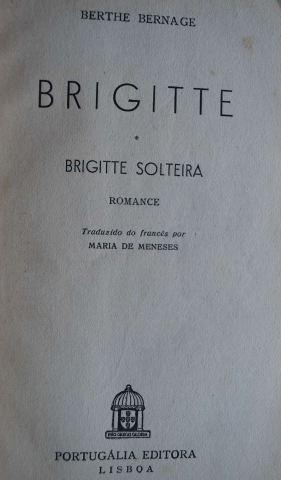 BERTHE BERNAGE
BRIGITTE
*
BRIGITTE SOLTEIRA
ROMANCE
Traduzido do francês por
MARIA DE MENESES
PORTUGÁLIA EDITORA
LISBOA